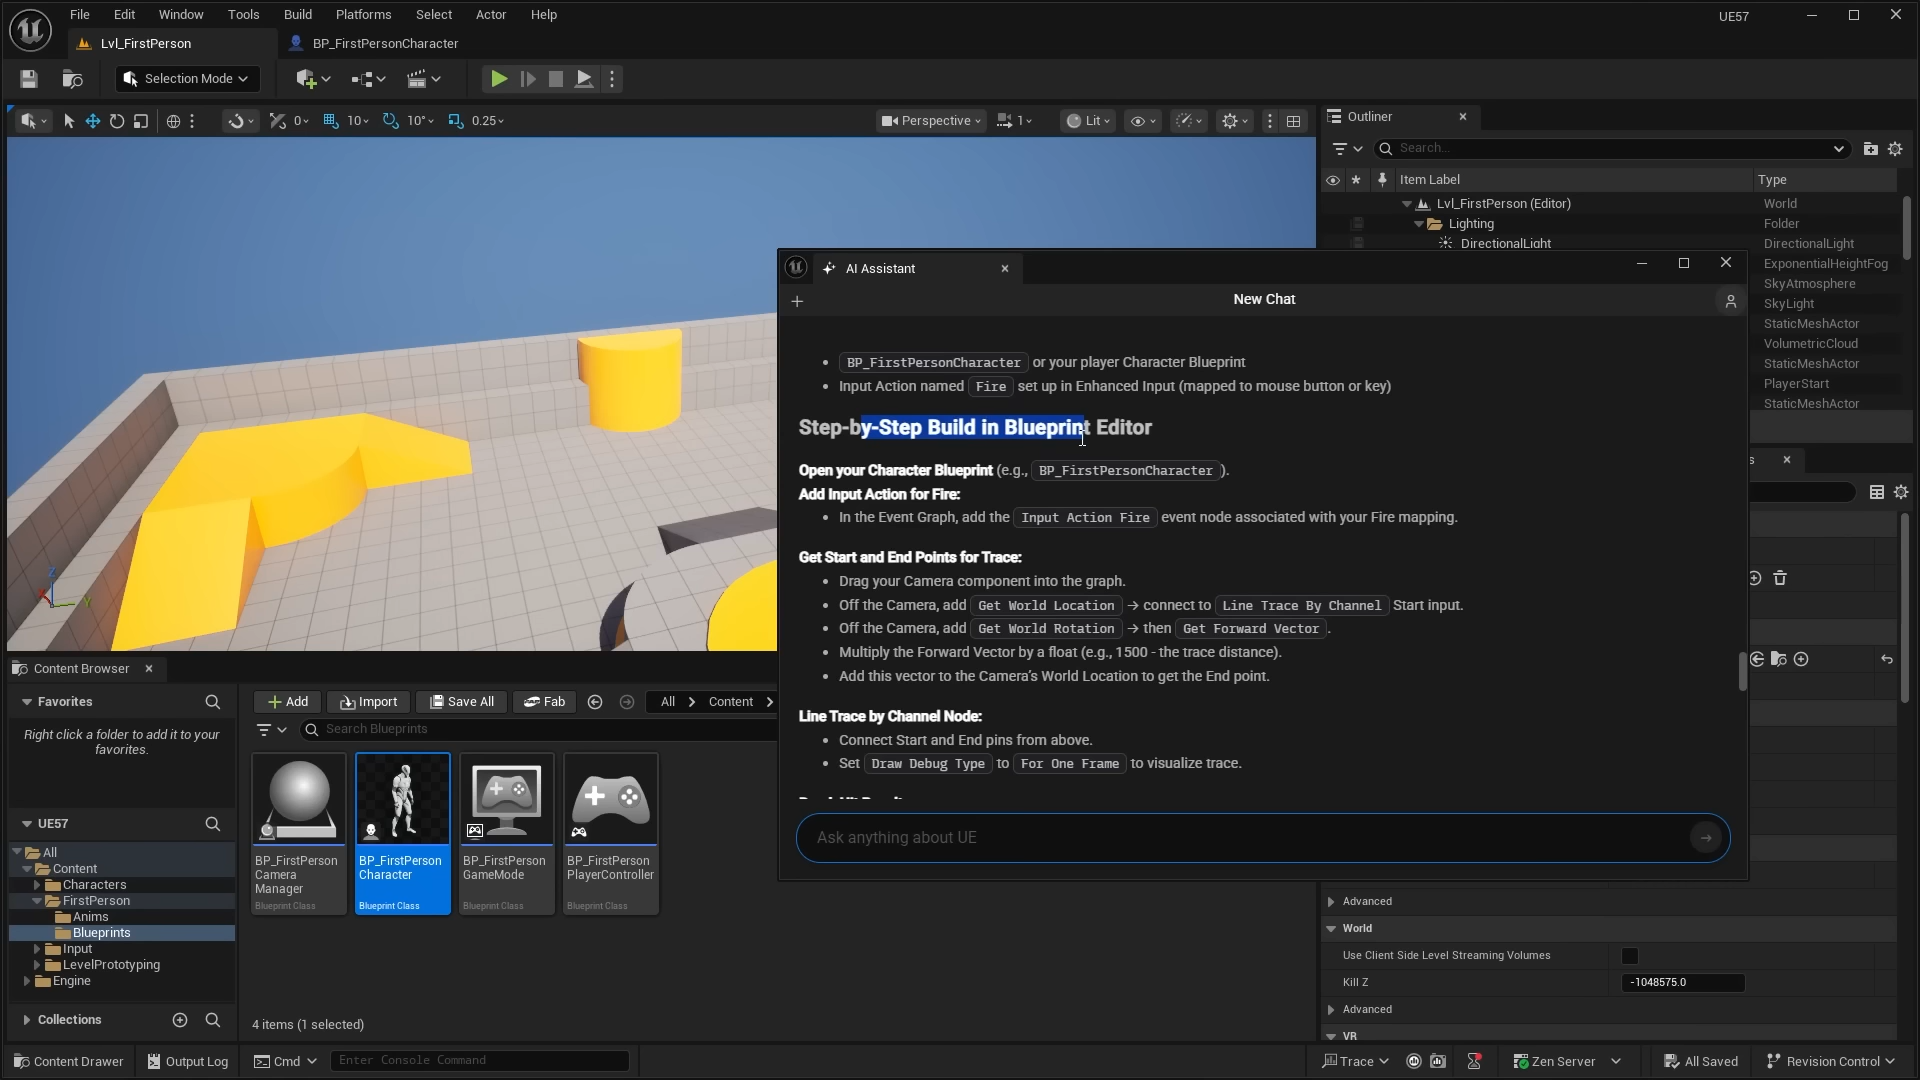 File Edit Window Tools Build Platforms Select Actor Help
UE57
Lvl_FirstPerson
BP_FirstPersonCharacter
Selection Mode
0
10
10°
0.25
Perspective
1
Lit
Outliner
Search...
Item Label
Type
Lvl_FirstPerson (Editor)
World
Lighting
Folder
DirectionalLight
DirectionalLight
ExponentialHeightFog
SkyAtmosphere
SkyLight
StaticMeshActor
VolumetricCloud
StaticMeshActor
PlayerStart
StaticMeshActor
AI Assistant
New Chat
BP_FirstPersonCharacter or your player Character Blueprint
Input Action named Fire set up in Enhanced Input (mapped to mouse button or key)
Step-by-Step Build in Blueprint Editor
Open your Character Blueprint (e.g., BP_FirstPersonCharacter ).
Add Input Action for Fire:
In the Event Graph, add the Input Action Fire event node associated with your Fire mapping.
Get Start and End Points for Trace:
Drag your Camera component into the graph.
Off the Camera, add Get World Location → connect to Line Trace By Channel Start input.
Off the Camera, add Get World Rotation → then Get Forward Vector .
Multiply the Forward Vector by a float (e.g., 1500 - the trace distance).
Add this vector to the Camera's World Location to get the End point.
Line Trace by Channel Node:
Connect Start and End pins from above.
Set Draw Debug Type to For One Frame to visualize trace.
Ask anything about UE
Z
X
Y
Content Browser
Favorites
Right click a folder to add it to your
favorites.
UE57
All
Content
Characters
FirstPerson
Anims
Blueprints
Input
LevelPrototyping
Engine
Collections
Add
Import
Save All
Fab
All
Content
Search Blueprints
BP_FirstPerson
Camera
Manager
Blueprint Class
BP_FirstPerson
Character
Blueprint Class
BP_FirstPerson
GameMode
Blueprint Class
BP_FirstPerson
PlayerController
Blueprint Class
4 items (1 selected)
s
Advanced
World
Use Client Side Level Streaming Volumes
Kill Z
-1048575.0
Advanced
VR
Content Drawer
Output Log
Cmd
Enter Console Command
Trace
Zen Server
All Saved
Revision Control